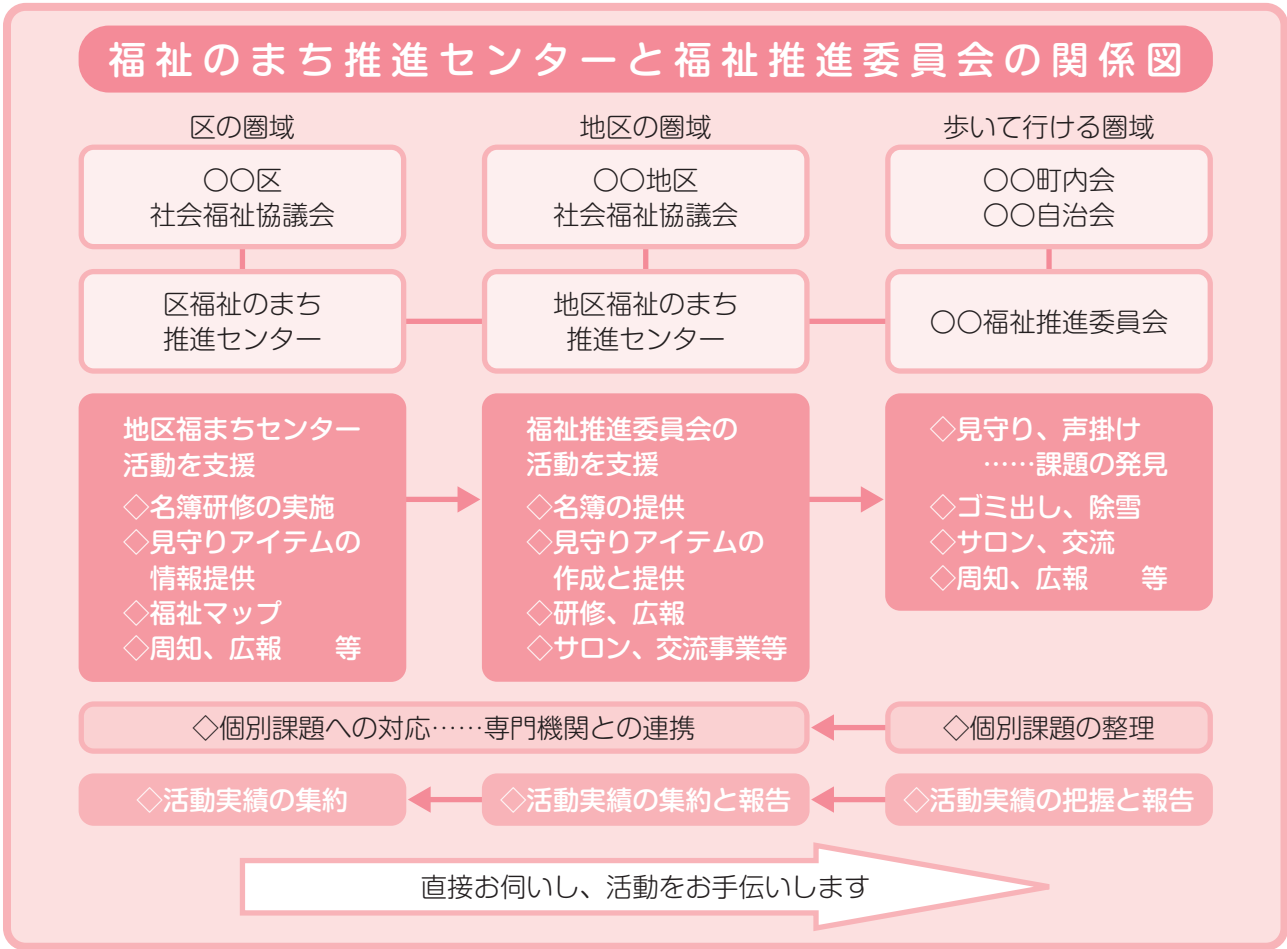 福祉のまち推進センターと福祉推進委員会の関係図
区の圏域
〇〇区
社会福祉協議会
区福祉のまち
推進センター
地区の圏域
〇〇地区
社会福祉協議会
地区福祉のまち
推進センター
歩いて行ける圏域
〇〇町内会
〇〇自治会
〇〇福祉推進委員会
地区福まちセンター
活動を支援
◇名簿研修の実施
◇見守りアイテムの
情報提供
◇福祉マップ
◇周知、広報　　等
福祉推進委員会の
活動を支援
◇名簿の提供
◇見守りアイテムの
作成と提供
◇研修、広報
◇サロン、交流事業等
◇見守り、声掛け
……課題の発見
◇ゴミ出し、除雪
◇サロン、交流
◇周知、広報　　等
◇個別課題への対応……専門機関との連携
◇個別課題の整理
◇活動実績の集約
◇活動実績の集約と報告
◇活動実績の把握と報告
直接お伺いし、活動をお手伝いします